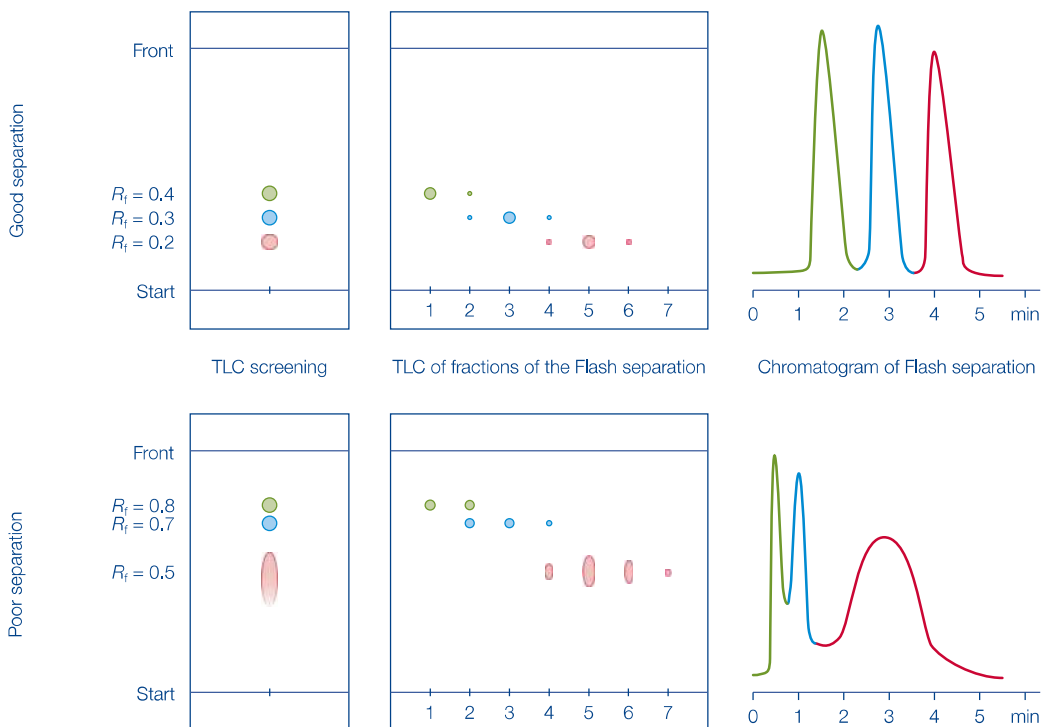 Good separation
Front
Rf = 0.4
Rf = 0.3
Rf = 0.2
Start
1 2 3 4 5 6 7
0 1 2 3 4 5 min
TLC screening
TLC of fractions of the Flash separation
Chromatogram of Flash separation
Poor separation
Front
Rf = 0.8
Rf = 0.7
Rf = 0.5
Start
1 2 3 4 5 6 7
0 1 2 3 4 5 min